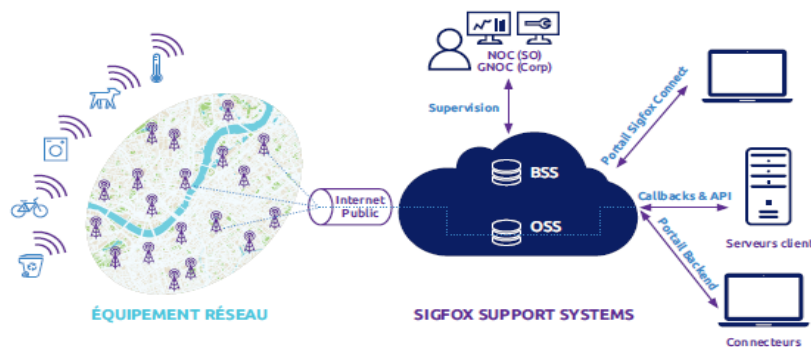 NOC (SO)
GNOC (Corp)
Supervision
Portail Sigfox Connect
BSS
Internet
Public
Callbacks & API
OSS
Portail Backend
Serveurs client
ÉQUIPEMENT RÉSEAU
SIGFOX SUPPORT SYSTEMS
Connecteurs